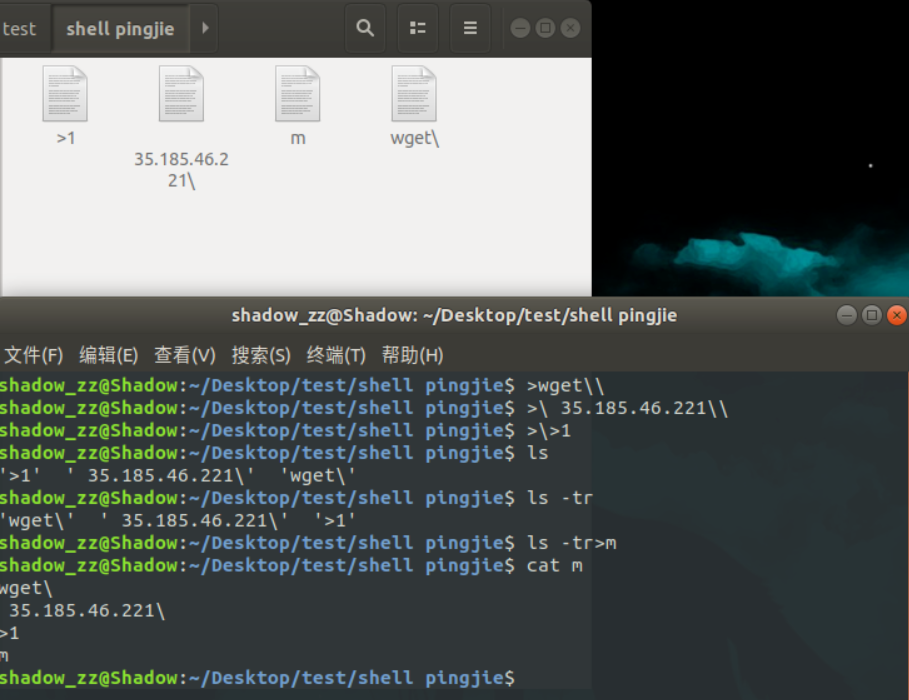 test
shell pingjie
>1
35.185.46.2
21\
m
wget\
shadow_zz@Shadow: ~/Desktop/test/shell pingjie
文件(F) 编辑(E) 查看(V) 搜索(S) 终端(T) 帮助(H)
shadow_zz@Shadow:~/Desktop/test/shell pingjie$ >wget\\
shadow_zz@Shadow:~/Desktop/test/shell pingjie$ >\ 35.185.46.221\\
shadow_zz@Shadow:~/Desktop/test/shell pingjie$ >\>1
shadow_zz@Shadow:~/Desktop/test/shell pingjie$ ls
'>1'  ' 35.185.46.221\'  'wget\'
shadow_zz@Shadow:~/Desktop/test/shell pingjie$ ls -tr
'wget\'  ' 35.185.46.221\'  '>1'
shadow_zz@Shadow:~/Desktop/test/shell pingjie$ ls -tr>m
shadow_zz@Shadow:~/Desktop/test/shell pingjie$ cat m
wget\
 35.185.46.221\
>1
m
shadow_zz@Shadow:~/Desktop/test/shell pingjie$